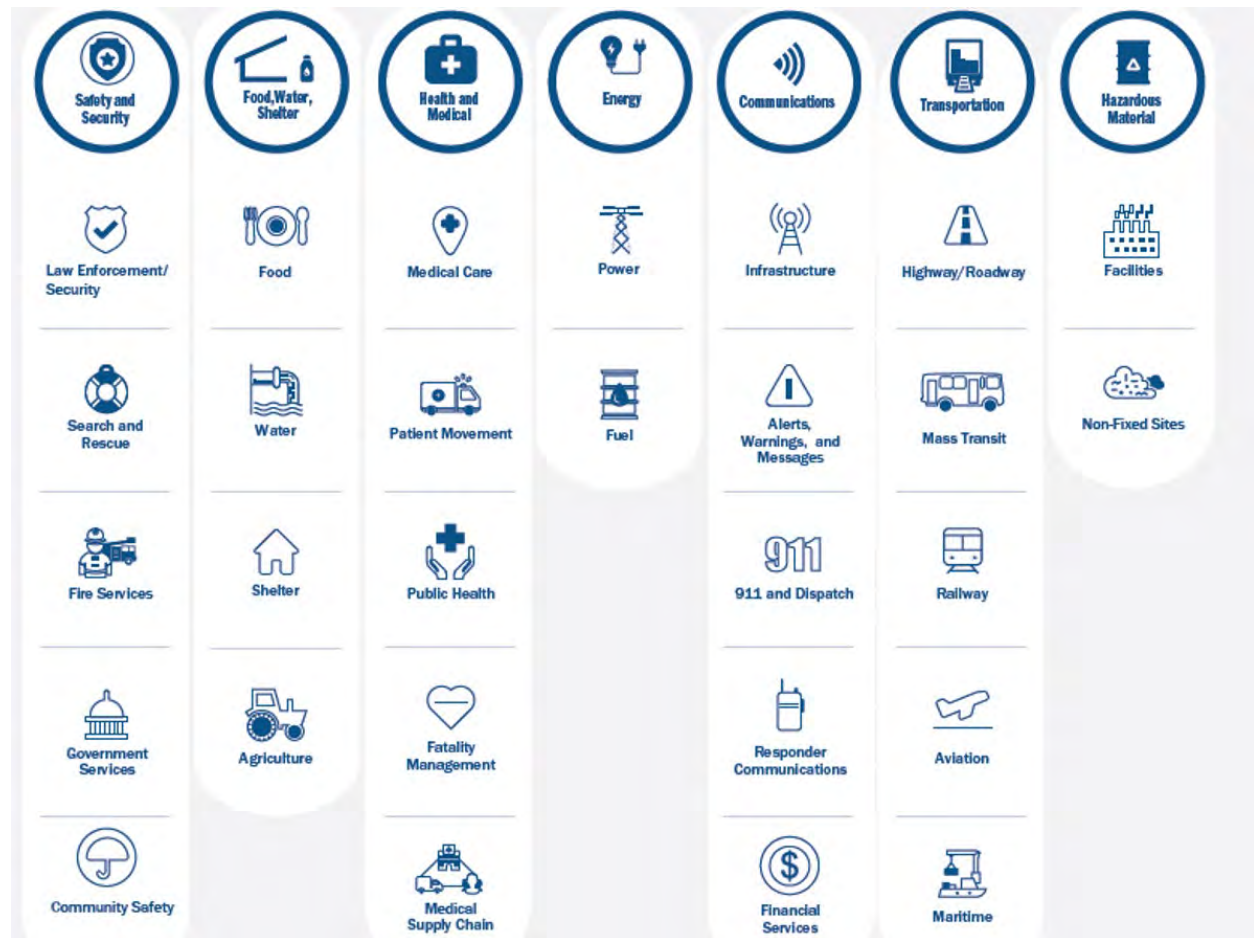 Safety and
Security
Food,Water,
Shelter
Health and
Medical
Energy
Communications
Transportation
Hazardous
Material
Law Enforcement/
Security
Food
Medical Care
Power
Infrastructure
Highway/Roadway
Facilities
Search and
Rescue
Water
Patient Movement
Fuel
Alerts,
Warnings, and
Messages
Mass Transit
Non-Fixed Sites
Fire Services
Shelter
Public Health
911
911 and Dispatch
Railway
Government
Services
Agriculture
Fatality
Management
Responder
Communications
Aviation
Community Safety
Medical
Supply Chain
$
Financial
Services
Maritime